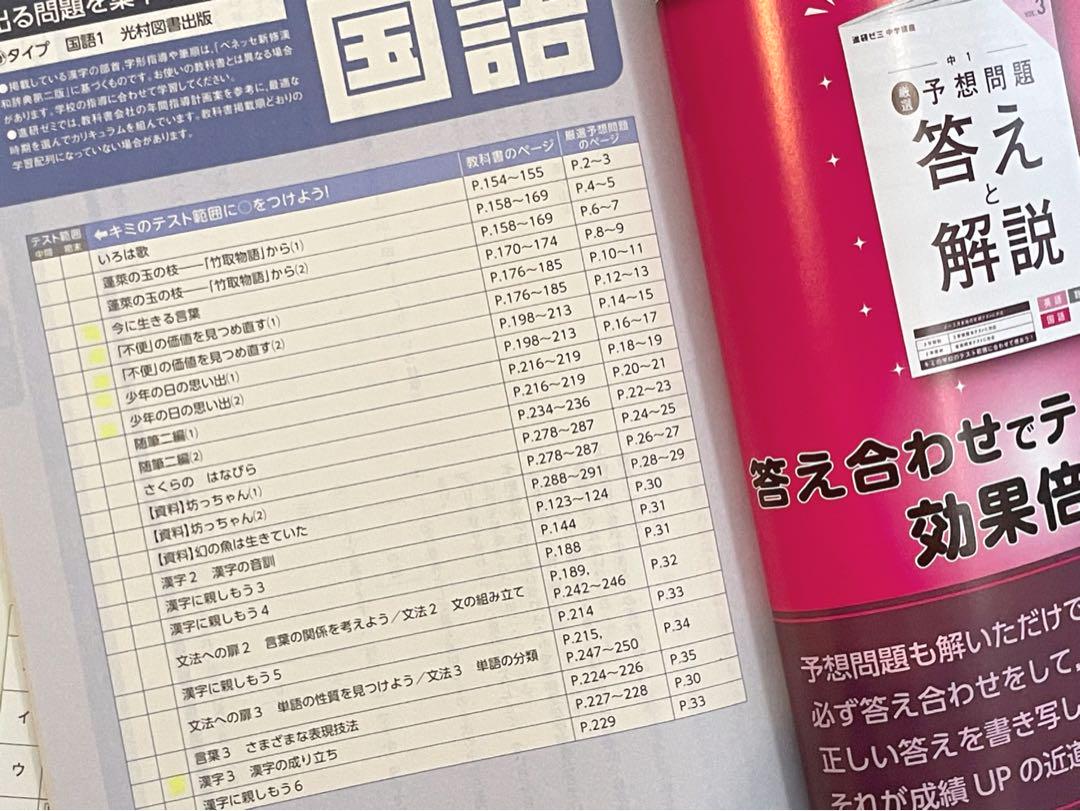 出る問題を集中
タイプ 国語1 光村図書出版
国語
●掲載している漢字の部首、字形指導や筆順は、「ベネッセ新修漢
和辞典第二版」に基づくものです。お使いの教科書とは異なる場合
があります。学校の指導に合わせて学習してください。
●進研ゼミでは、教科書会社の年間指導計画案を参考に、最適な
時期を選んでカリキュラムを組んでいます。教科書掲載順どおりの
学習配列になっていない場合があります。
テスト範囲 ⬅キミのテスト範囲に○をつけよう! 教科書のページ 厳選予想問題のページ
中間 期末
いろは歌 P.154〜155 P.2〜3
蓬萊の玉の枝——「竹取物語」から(1) P.158〜169 P.4〜5
蓬萊の玉の枝——「竹取物語」から(2) P.158〜169 P.6〜7
今に生きる言葉 P.170〜174 P.8〜9
「不便」の価値を見つめ直す(1) P.176〜185 P.10〜11
「不便」の価値を見つめ直す(2) P.176〜185 P.12〜13
少年の日の思い出(1) P.198〜213 P.14〜15
少年の日の思い出(2) P.198〜213 P.16〜17
随筆二編(1) P.216〜219 P.18〜19
随筆二編(2) P.216〜219 P.20〜21
さくらの はなびら P.234〜236 P.22〜23
【資料】坊っちゃん(1) P.278〜287 P.24〜25
【資料】坊っちゃん(2) P.278〜287 P.26〜27
【資料】幻の魚は生きていた P.288〜291 P.28〜29
漢字2 漢字の音訓 P.123〜124 P.30
漢字に親しもう3 P.144 P.31
漢字に親しもう4 P.188 P.31
文法への扉2 言葉の関係を考えよう/文法2 文の組み立て P.189, P.242〜246 P.32
漢字に親しもう5 P.214 P.33
文法への扉3 単語の性質を見つけよう/文法3 単語の分類 P.215, P.247〜250 P.34
言葉3 さまざまな表現技法 P.224〜226 P.35
漢字3 漢字の成り立ち P.227〜228 P.30
漢字に親しもう6 P.229 P.33
イ
ウ
進研ゼミ 中学講座
VOL.3
中1
厳選
予想問題
答え
と
解説
英語
国語
答え合わせでテ
効果倍
予想問題も解いただけで
必ず答え合わせをして、
正しい答えを書き写し
それが成績UPの近道